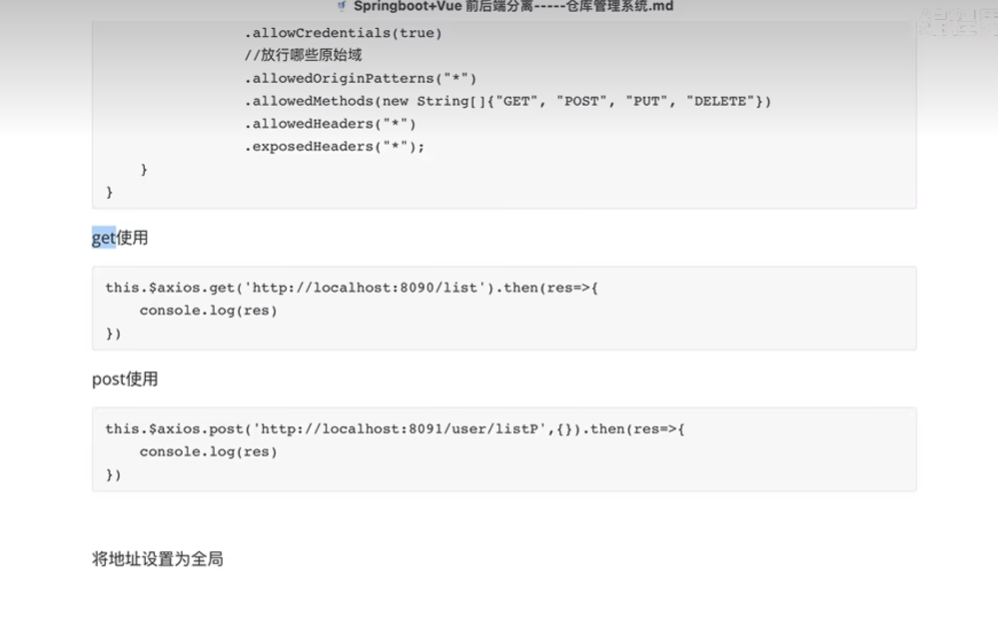 Springboot+Vue 前后端分离-----仓库管理系统.md
.allowCredentials(true)
//放行哪些原始域
.allowedOriginPatterns("*")
.allowedMethods(new String[]{"GET", "POST", "PUT", "DELETE"})
.allowedHeaders("*")
.exposedHeaders("*");
}
}
get使用
this.$axios.get('http://localhost:8090/list').then(res=>{
console.log(res)
})
post使用
this.$axios.post('http://localhost:8091/user/listP',{}).then(res=>{
console.log(res)
})
将地址设置为全局